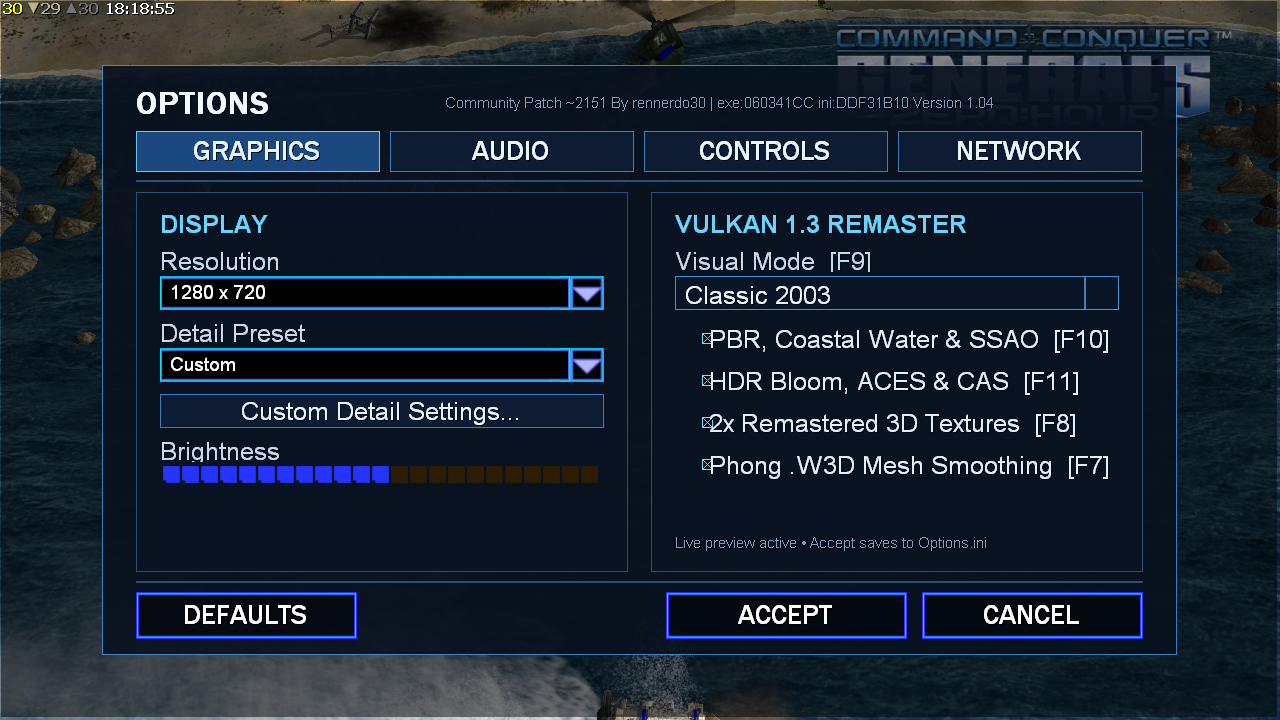 30 ▼29 ▲30 18:18:55
COMMAND & CONQUER™
GENERALS
ZERO:HOUR
OPTIONS
Community Patch ~2151 By rennerdo30 | exe:060341CC ini:DDF31B10 Version 1.04
GRAPHICS AUDIO CONTROLS NETWORK
DISPLAY
Resolution
1280 x 720
Detail Preset
Custom
Custom Detail Settings...
Brightness
VULKAN 1.3 REMASTER
Visual Mode [F9]
Classic 2003
PBR, Coastal Water & SSAO [F10]
HDR Bloom, ACES & CAS [F11]
2x Remastered 3D Textures [F8]
Phong .W3D Mesh Smoothing [F7]
Live preview active • Accept saves to Options.ini
DEFAULTS ACCEPT CANCEL